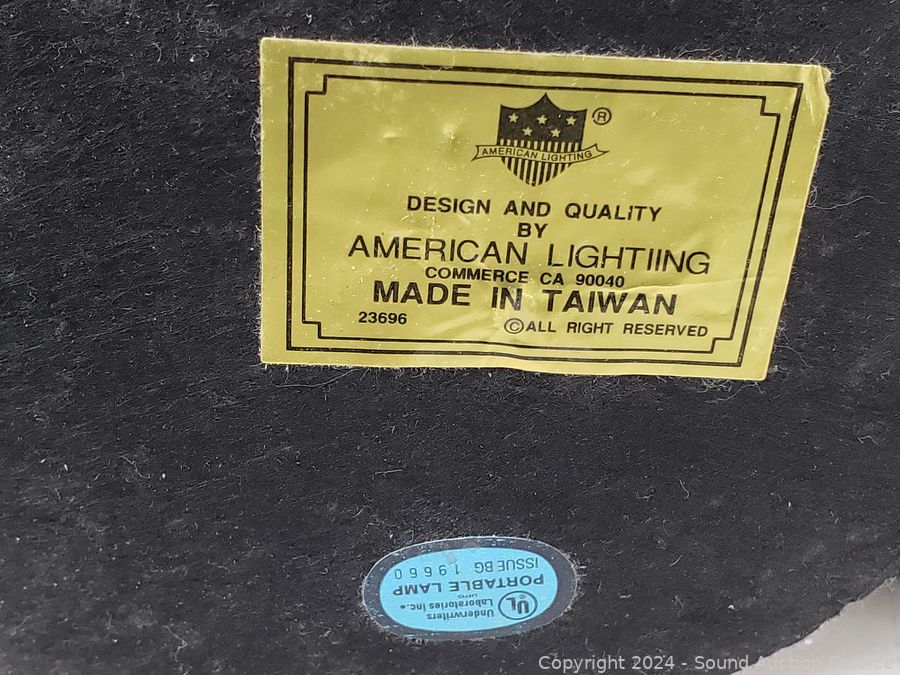 ®
AMERICAN LIGHTING
DESIGN AND QUALITY
BY
AMERICAN LIGHTIING
COMMERCE CA 90040
MADE IN TAIWAN
23696 ©ALL RIGHT RESERVED
Underwriters
Laboratories Inc.®
UL ®
LISTED
PORTABLE LAMP
ISSUE BG 19660
Copyright 2024 - Sound Auction Service